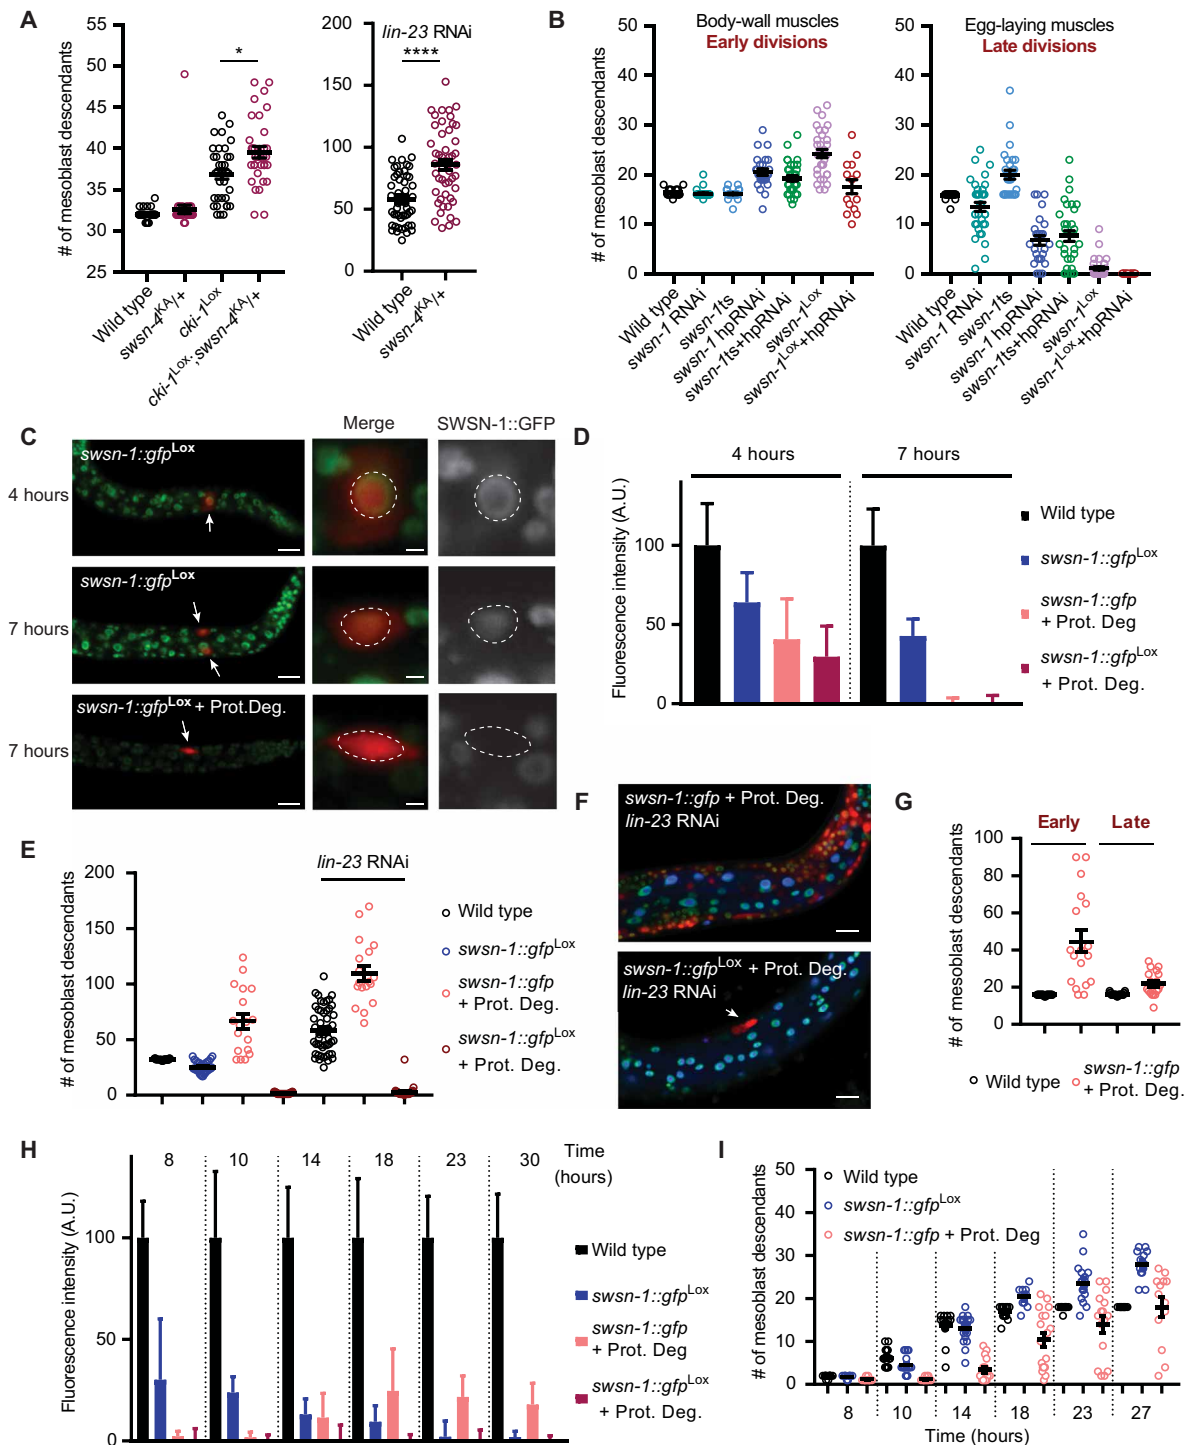 A
# of mesoblast descendants
55
50
45
40
35
30
25
Wild type
swsn-4KA/+
cki-1Lox
cki-1Lox; swsn-4KA/+
*
lin-23 RNAi
****
200
150
100
50
0
Wild type
swsn-4KA/+
B
Body-wall muscles
Early divisions
# of mesoblast descendants
50
40
30
20
10
0
Wild type
swsn-1 RNAi
swsn-1ts
swsn-1 hpRNAi
swsn-1ts+hpRNAi
swsn-1Lox
swsn-1Lox+hpRNAi
Egg-laying muscles
Late divisions
50
40
30
20
10
0
Wild type
swsn-1 RNAi
swsn-1ts
swsn-1 hpRNAi
swsn-1ts+hpRNAi
swsn-1Lox
swsn-1Lox+hpRNAi
C
Merge
SWSN-1::GFP
swsn-1::gfpLox
4 hours
swsn-1::gfpLox
7 hours
swsn-1::gfpLox + Prot.Deg.
7 hours
D
4 hours
7 hours
Fluorescence intensity (A.U.)
100
50
0
Wild type
swsn-1::gfpLox
swsn-1::gfp
+ Prot. Deg
swsn-1::gfpLox
+ Prot. Deg.
E
lin-23 RNAi
# of mesoblast descendants
200
150
100
50
0
Wild type
swsn-1::gfpLox
swsn-1::gfp
+ Prot. Deg.
swsn-1::gfpLox
+ Prot. Deg.
F
swsn-1::gfp + Prot. Deg.
lin-23 RNAi
swsn-1::gfpLox + Prot. Deg.
lin-23 RNAi
G
Early
Late
# of mesoblast descendants
100
80
60
40
20
0
Wild type
swsn-1::gfp
+ Prot. Deg.
H
8
10
14
18
23
30
Time
(hours)
Fluorescence intensity (A.U.)
100
50
0
Wild type
swsn-1::gfpLox
swsn-1::gfp
+ Prot. Deg
swsn-1::gfpLox
+ Prot. Deg.
I
# of mesoblast descendants
50
40
30
20
10
0
Wild type
swsn-1::gfpLox
swsn-1::gfp + Prot. Deg
8
10
14
18
23
27
Time (hours)